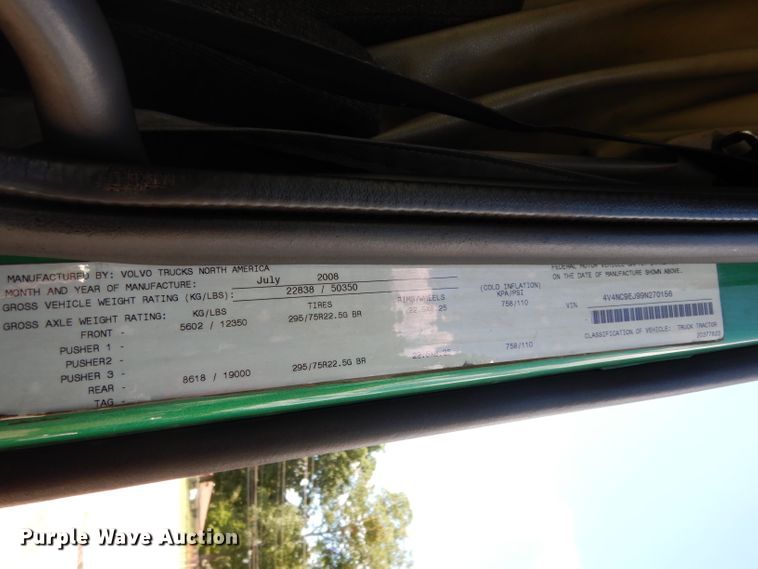 MANUFACTURED BY: VOLVO TRUCKS NORTH AMERICA
MONTH AND YEAR OF MANUFACTURE: July 2008
GROSS VEHICLE WEIGHT RATING (KG/LBS): 22838 / 50350
GROSS AXLE WEIGHT RATING: KG/LBS TIRES RIMS/WHEELS (COLD INFLATION) KPA/PSI
FRONT - 5602 / 12350 295/75R22.5G BR 758/110
PUSHER 1 -
PUSHER2 -
PUSHER 3 -
REAR - 8618 / 19000 295/75R22.5G BR 758/110
TAG -
FEDERAL MOTOR VEHICLE
ON THE DATE OF MANUFACTURE SHOWN ABOVE.
VIN 4V4NC9EJ99N270156
CLASSIFICATION OF VEHICLE: TRUCK TRACTOR
20377623
Purple Wave Auction